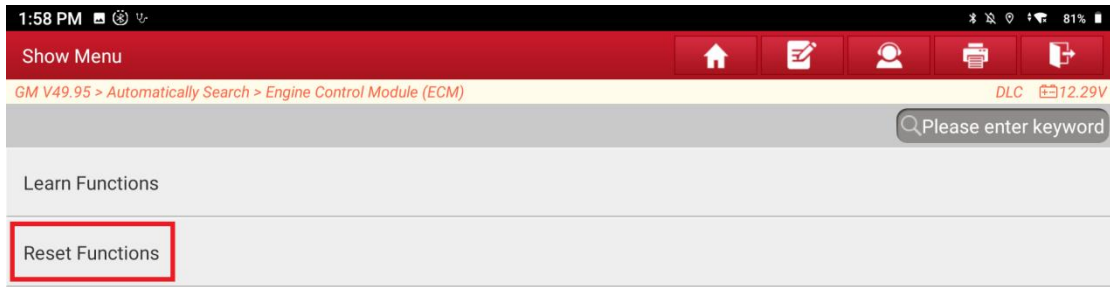 1:58 PM 81%
Show Menu
GM V49.95 > Automatically Search > Engine Control Module (ECM) DLC 12.29V
Please enter keyword
Learn Functions
Reset Functions